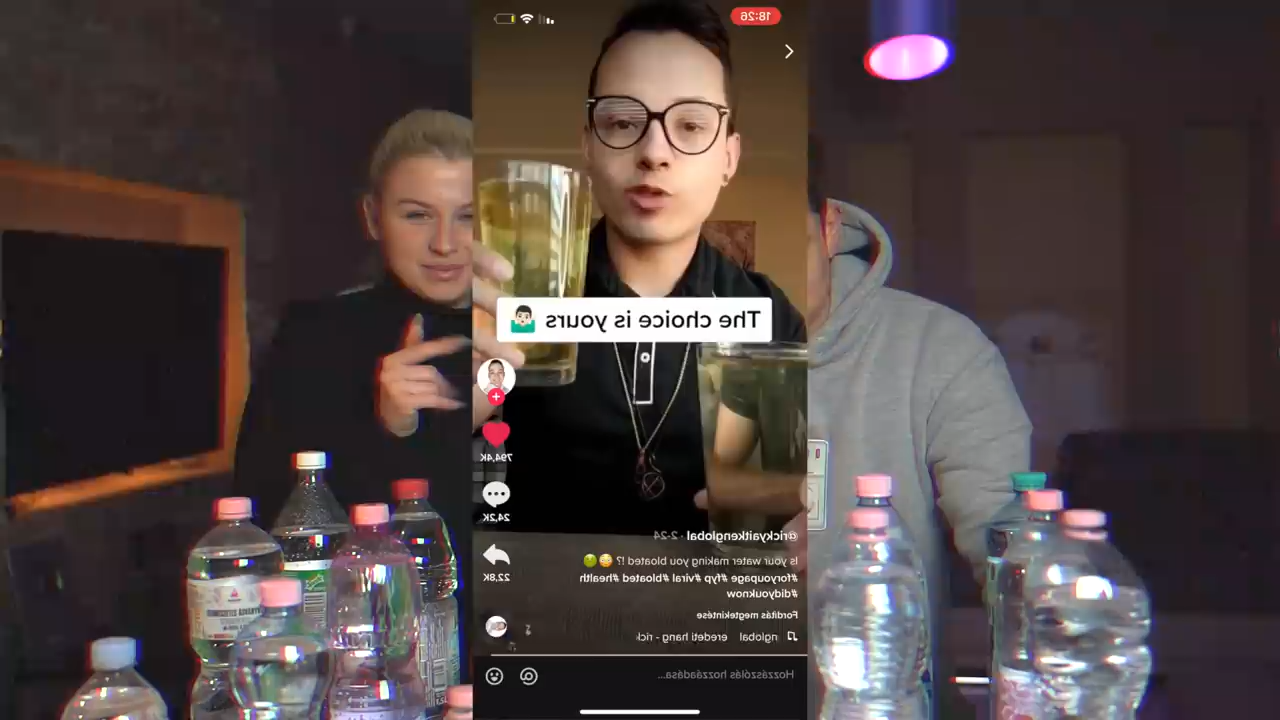 18:26
The choice is yours 🤷🏻‍♂️
794,4K
24,2K
22,8K
@rickyaitkenglobal · 2-24
Is your water making you bloated !? 😳🤢
#foryoupage #fyp #viral #bloated #health
#didyouknow
Fordítás megtekintése
nglobal eredeti hang - rick
Hozzászólás hozzáadása...